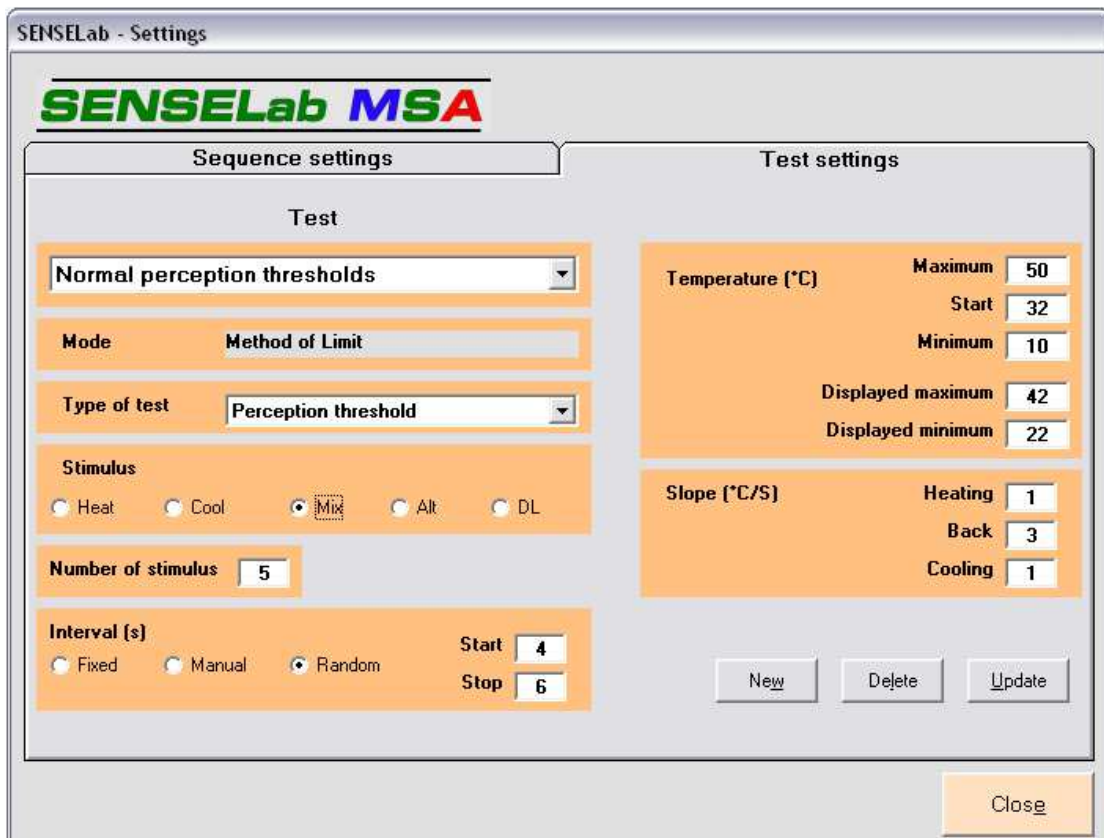 SENSELab - Settings
SENSELab MSA
Sequence settings
Test settings
Test
Normal perception thresholds
Mode Method of Limit
Type of test Perception threshold
Stimulus
Heat Cool Mix Alt DL
Number of stimulus 5
Interval (s)
Fixed Manual Random
Start 4
Stop 6
Temperature (°C)
Maximum 50
Start 32
Minimum 10
Displayed maximum 42
Displayed minimum 22
Slope (°C/S)
Heating 1
Back 3
Cooling 1
New Delete Update
Close